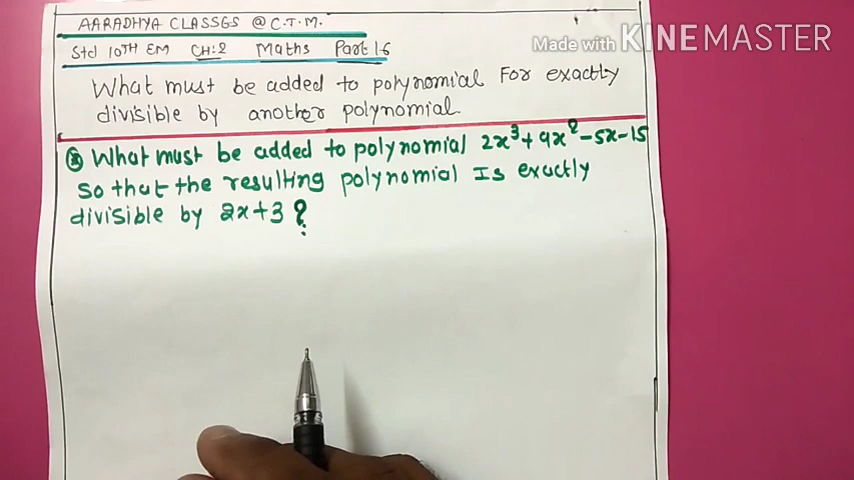 AARADHYA CLASSES @ C.T.M.
Made with KINEMASTER
Std 10TH EM CH:2 Maths Part 16
What must be added to polynomial For exactly
divisible by another polynomial
⊛ What must be added to polynomial 2x³+9x²-5x-15
so that the resulting polynomial Is exactly
divisible by 2x+3?